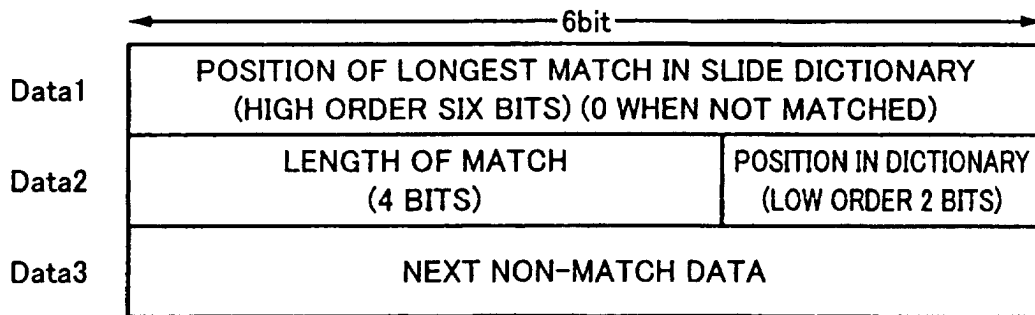 6bit
Data1
POSITION OF LONGEST MATCH IN SLIDE DICTIONARY
(HIGH ORDER SIX BITS) (0 WHEN NOT MATCHED)
Data2
LENGTH OF MATCH
(4 BITS)
POSITION IN DICTIONARY
(LOW ORDER 2 BITS)
Data3
NEXT NON-MATCH DATA